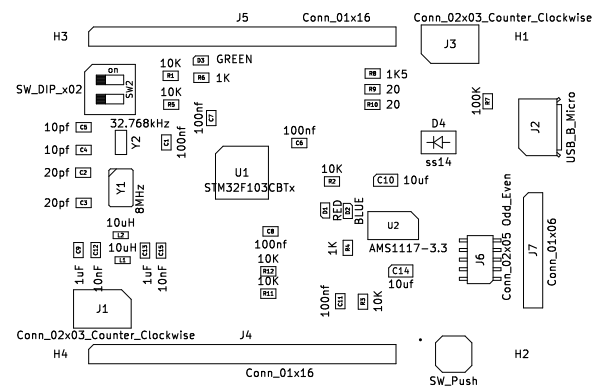 J5
Conn_01x16
Conn_02x03_Counter_Clockwise
H3
J3
H1
10K
D3
GREEN
on
R1
R6
1K
R8
1K5
SW_DIP_x02
SW2
10K
R9
20
100K
R7
R5
R10
20
J2
USB_B_Micro
100nf
C7
32.768kHz
10pf
C5
Y2
C1
100nf
100nf
C6
D4
10pf
C4
ss14
20pf
C2
U1
STM32F103CBTx
10K
R2
C10
10uf
Y1
8MHz
20pf
C3
D1
RED
D2
BLUE
Odd_Even
Conn_02x05
J6
J7
Conn_01x06
10uH
L2
U2
C8
100nf
1K
R4
AMS1117-3.3
10uH
L1
C9
1uF
C12
10nF
C13
1uF
C15
10nF
10K
R12
10K
R11
C14
10uf
100nf
C11
R3
10K
J1
Conn_02x03_Counter_Clockwise
J4
H4
H2
Conn_01x16
SW_Push